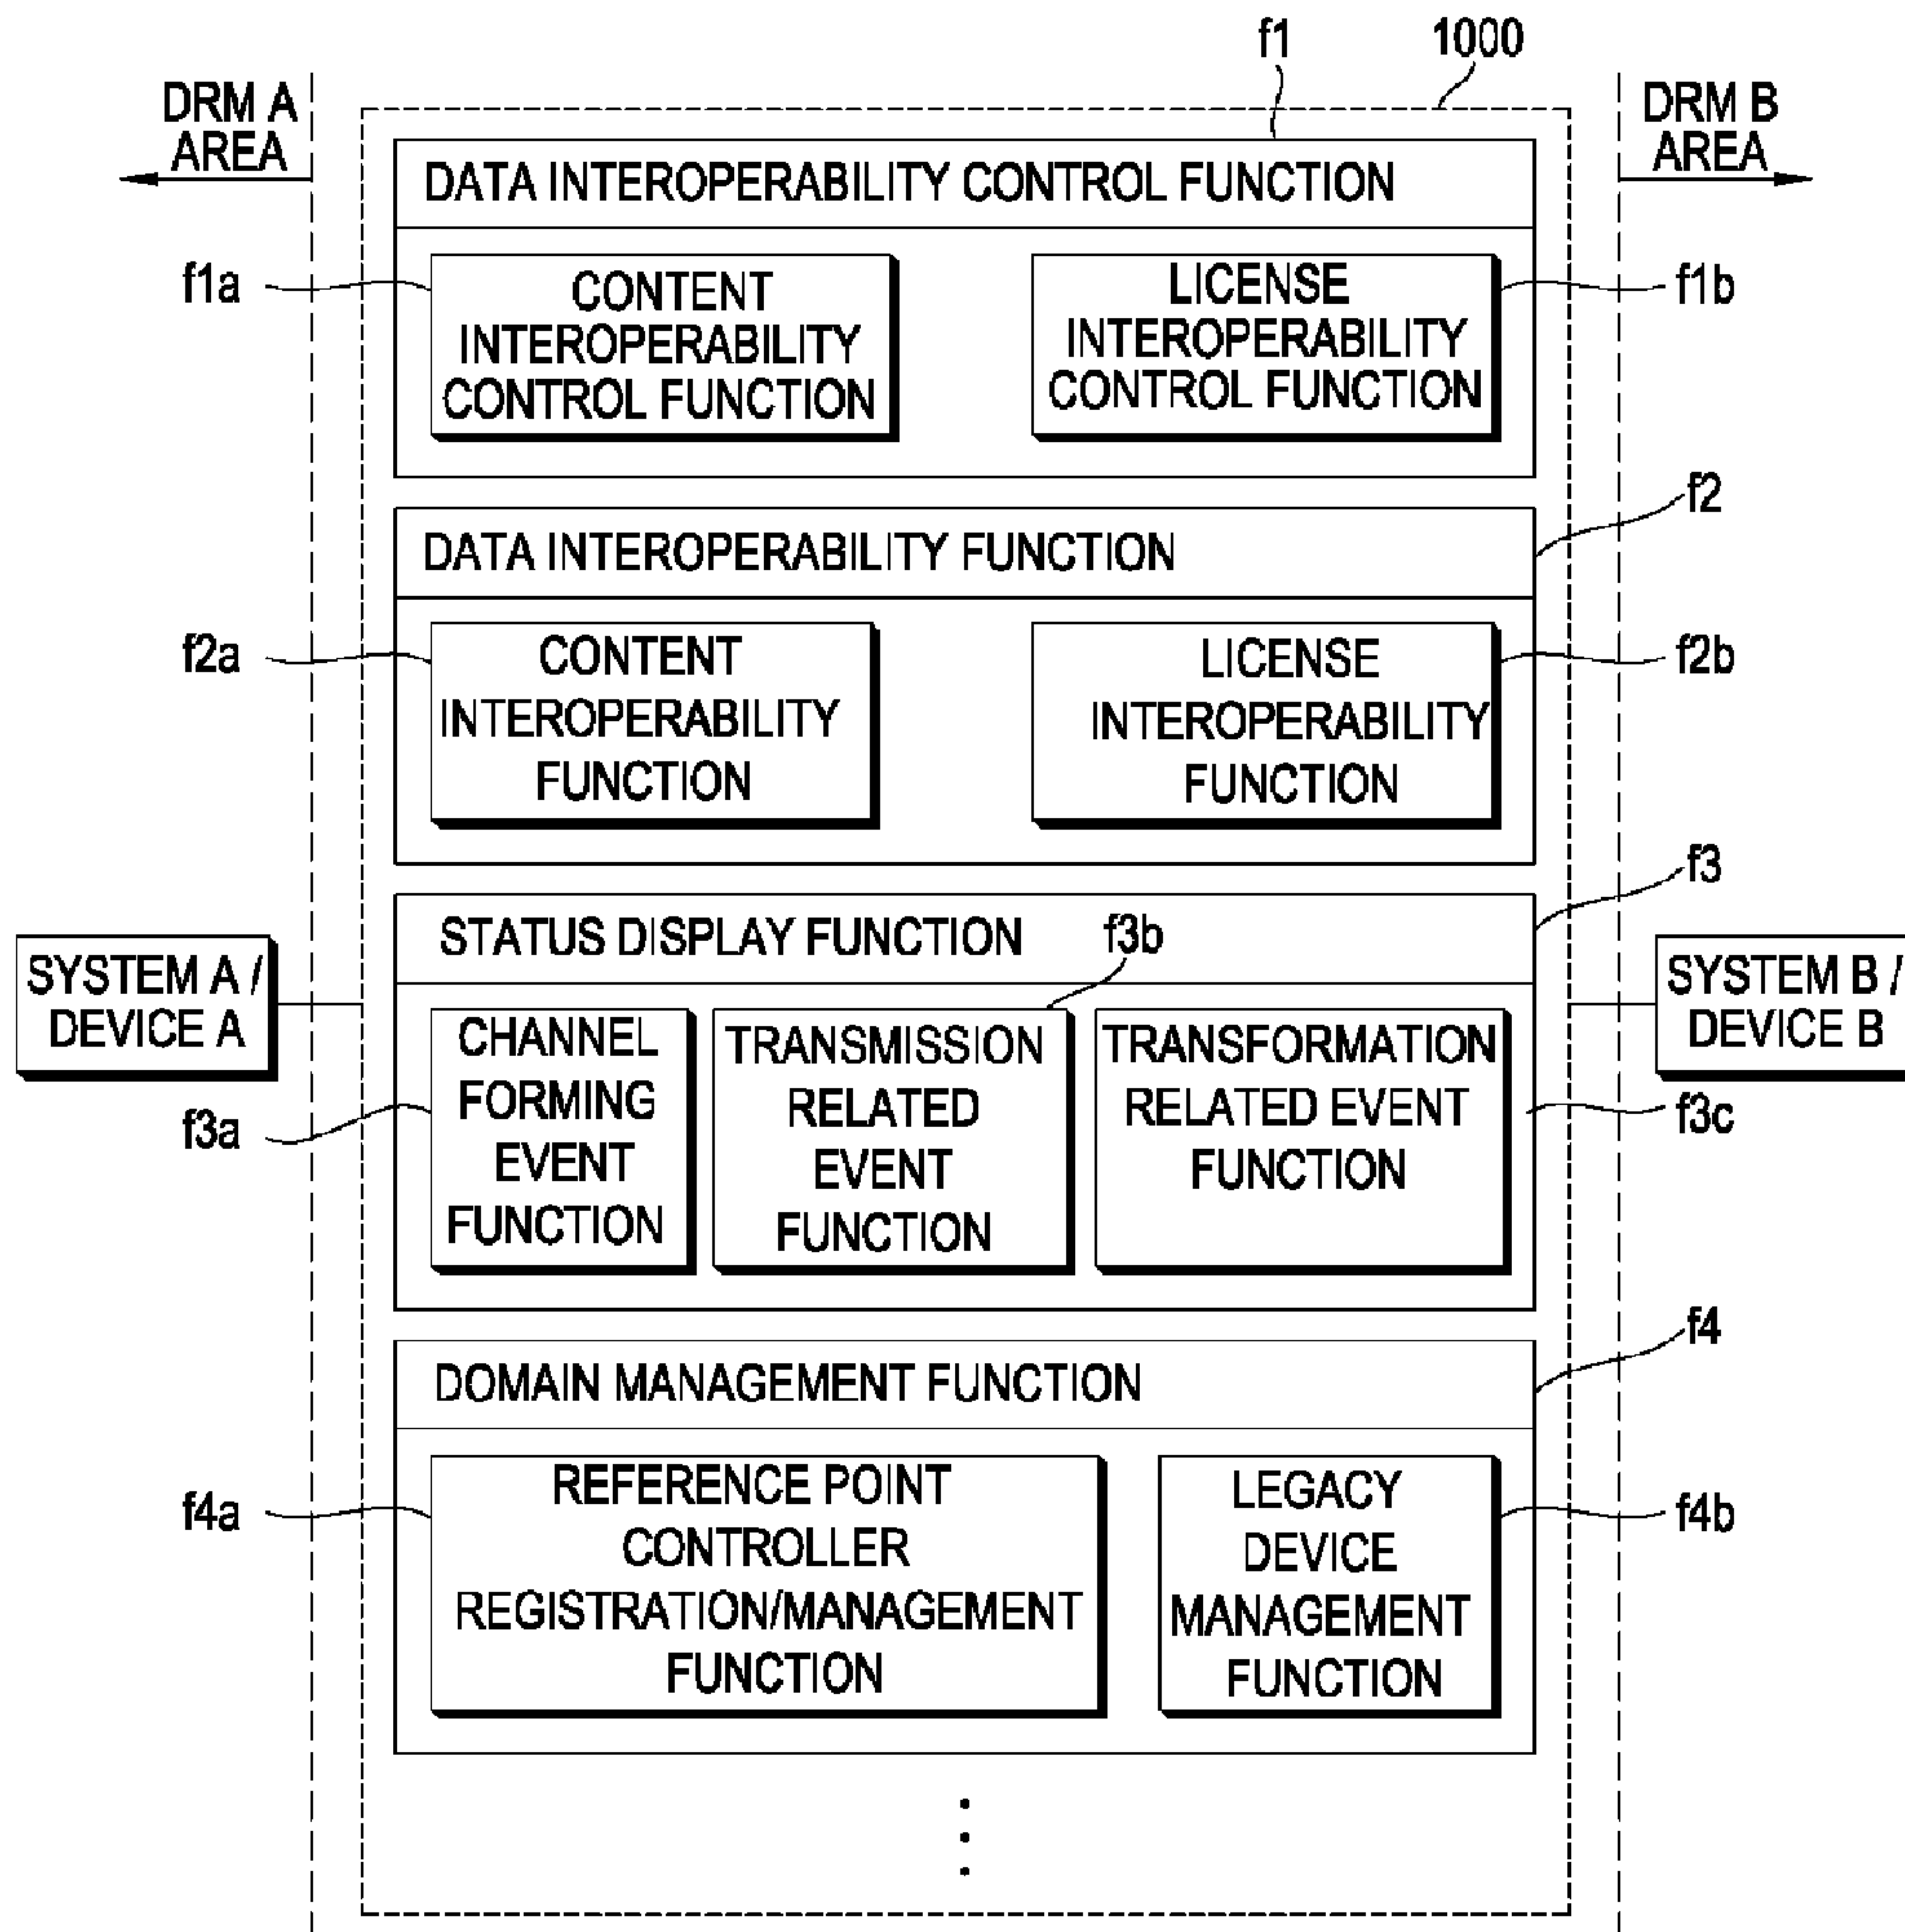 f1
1000
DRM A
AREA
DRM B
AREA
DATA INTEROPERABILITY CONTROL FUNCTION
f1a
CONTENT
INTEROPERABILITY
CONTROL FUNCTION
LICENSE
INTEROPERABILITY
CONTROL FUNCTION
f1b
f2
DATA INTEROPERABILITY FUNCTION
f2a
CONTENT
INTEROPERABILITY
FUNCTION
LICENSE
INTEROPERABILITY
FUNCTION
f2b
f3
STATUS DISPLAY FUNCTION
f3b
SYSTEM A /
DEVICE A
SYSTEM B /
DEVICE B
f3a
CHANNEL
FORMING
EVENT
FUNCTION
TRANSMISSION
RELATED
EVENT
FUNCTION
TRANSFORMATION
RELATED EVENT
FUNCTION
f3c
f4
DOMAIN MANAGEMENT FUNCTION
f4a
REFERENCE POINT
CONTROLLER
REGISTRATION/MANAGEMENT
FUNCTION
LEGACY
DEVICE
MANAGEMENT
FUNCTION
f4b